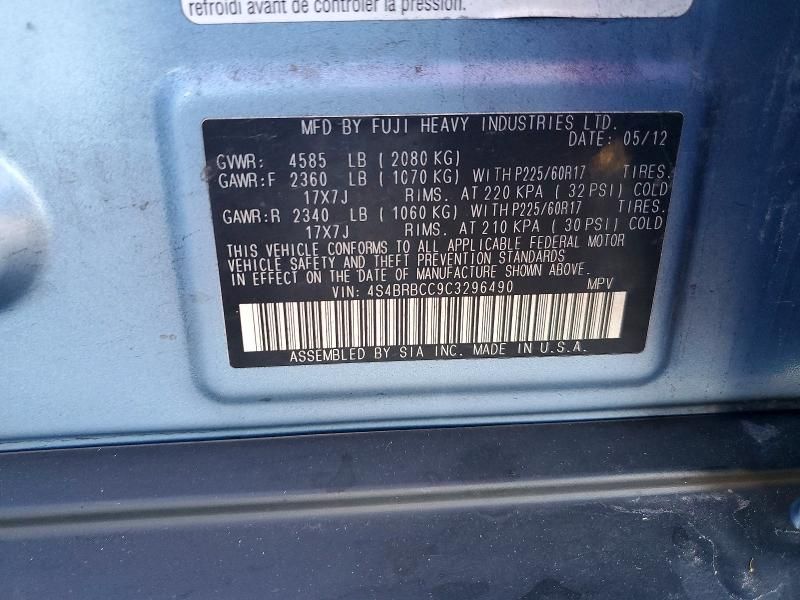 refroidi avant de contrôler la pression.
MFD BY FUJI HEAVY INDUSTRIES LTD.
DATE: 05/12
GVWR: 4585 LB ( 2080 KG)
GAWR:F 2360 LB ( 1070 KG) WITH P225/60R17 TIRES.
17X7J RIMS. AT 220 KPA ( 32 PSI) COLD
GAWR:R 2340 LB ( 1060 KG) WITH P225/60R17 TIRES.
17X7J RIMS. AT 210 KPA ( 30 PSI) COLD
THIS VEHICLE CONFORMS TO ALL APPLICABLE FEDERAL MOTOR
VEHICLE SAFETY AND THEFT PREVENTION STANDARDS
IN EFFECT ON THE DATE OF MANUFACTURE SHOWN ABOVE.
VIN: 4S4BRBCC9C3296490 MPV
ASSEMBLED BY SIA INC. MADE IN U.S.A.